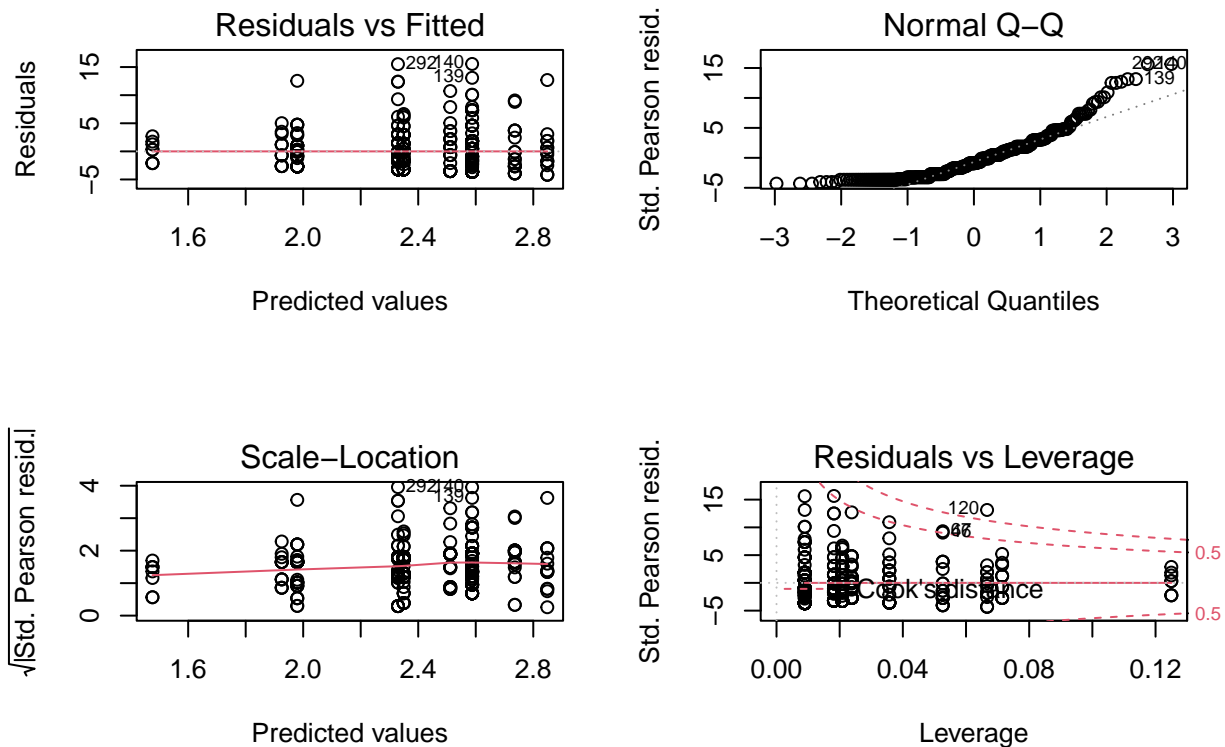 Residuals vs Fitted
Residuals
−5 5 15
292 140
139
1.6 2.0 2.4 2.8
Predicted values
Normal Q−Q
Std. Pearson resid.
−5 5 15
292 140
139
−3 −2 −1 0 1 2 3
Theoretical Quantiles
Scale−Location
√|Std. Pearson resid.|
0 1 2 3 4
292 140
139
1.6 2.0 2.4 2.8
Predicted values
Residuals vs Leverage
Std. Pearson resid.
−5 5 15
120
Cook's distance
0.5
0.5
0.00 0.04 0.08 0.12
Leverage